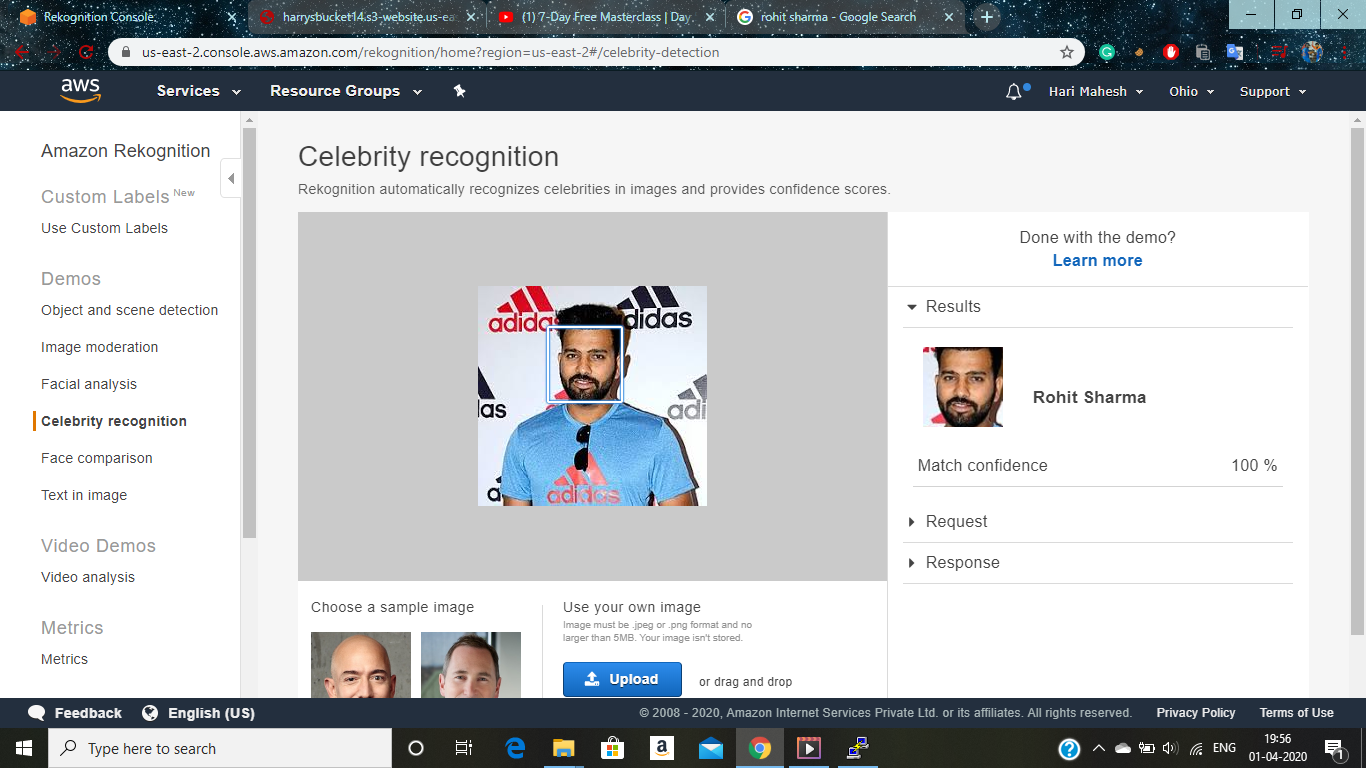 Rekognition Console
harrysbucket14.s3-website.us-ea
(1) 7-Day Free Masterclass | Day
rohit sharma - Google Search
us-east-2.console.aws.amazon.com/rekognition/home?region=us-east-2#/celebrity-detection
aws
Services
Resource Groups
Hari Mahesh
Ohio
Support
Amazon Rekognition
Custom Labels New
Use Custom Labels
Demos
Object and scene detection
Image moderation
Facial analysis
Celebrity recognition
Face comparison
Text in image
Video Demos
Video analysis
Metrics
Metrics
Celebrity recognition
Rekognition automatically recognizes celebrities in images and provides confidence scores.
adidas
didas
las
adi
a
adidas
Choose a sample image
Use your own image
Image must be .jpeg or .png format and no
larger than 5MB. Your image isn't stored.
Upload
or drag and drop
Done with the demo?
Learn more
Results
Rohit Sharma
Match confidence
100 %
Request
Response
Feedback
English (US)
© 2008 - 2020, Amazon Internet Services Private Ltd. or its affiliates. All rights reserved.
Privacy Policy
Terms of Use
Type here to search
ENG
19:56
01-04-2020
1